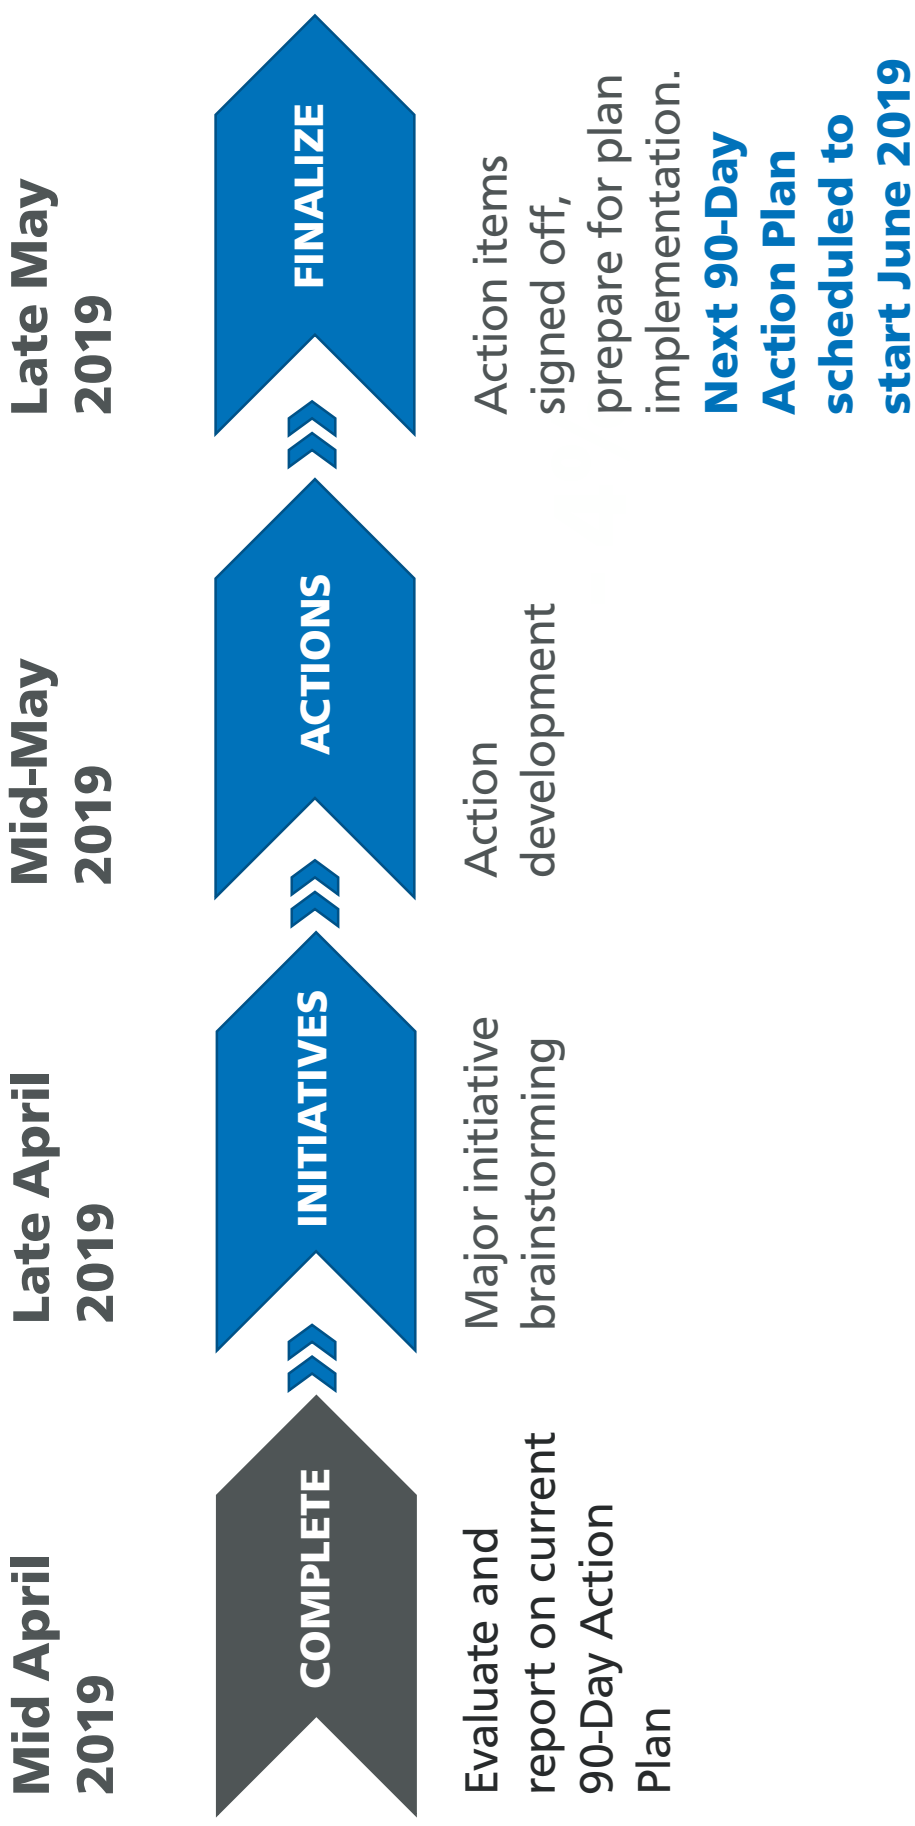 Mid April
2019
COMPLETE
Evaluate and
report on current
90-Day Action
Plan
Late April
2019
INITIATIVES
Major initiative
brainstorming
Mid-May
2019
ACTIONS
Action
development
Late May
2019
FINALIZE
Action items
signed off,
prepare for plan
implementation.
Next 90-Day
Action Plan
scheduled to
start June 2019